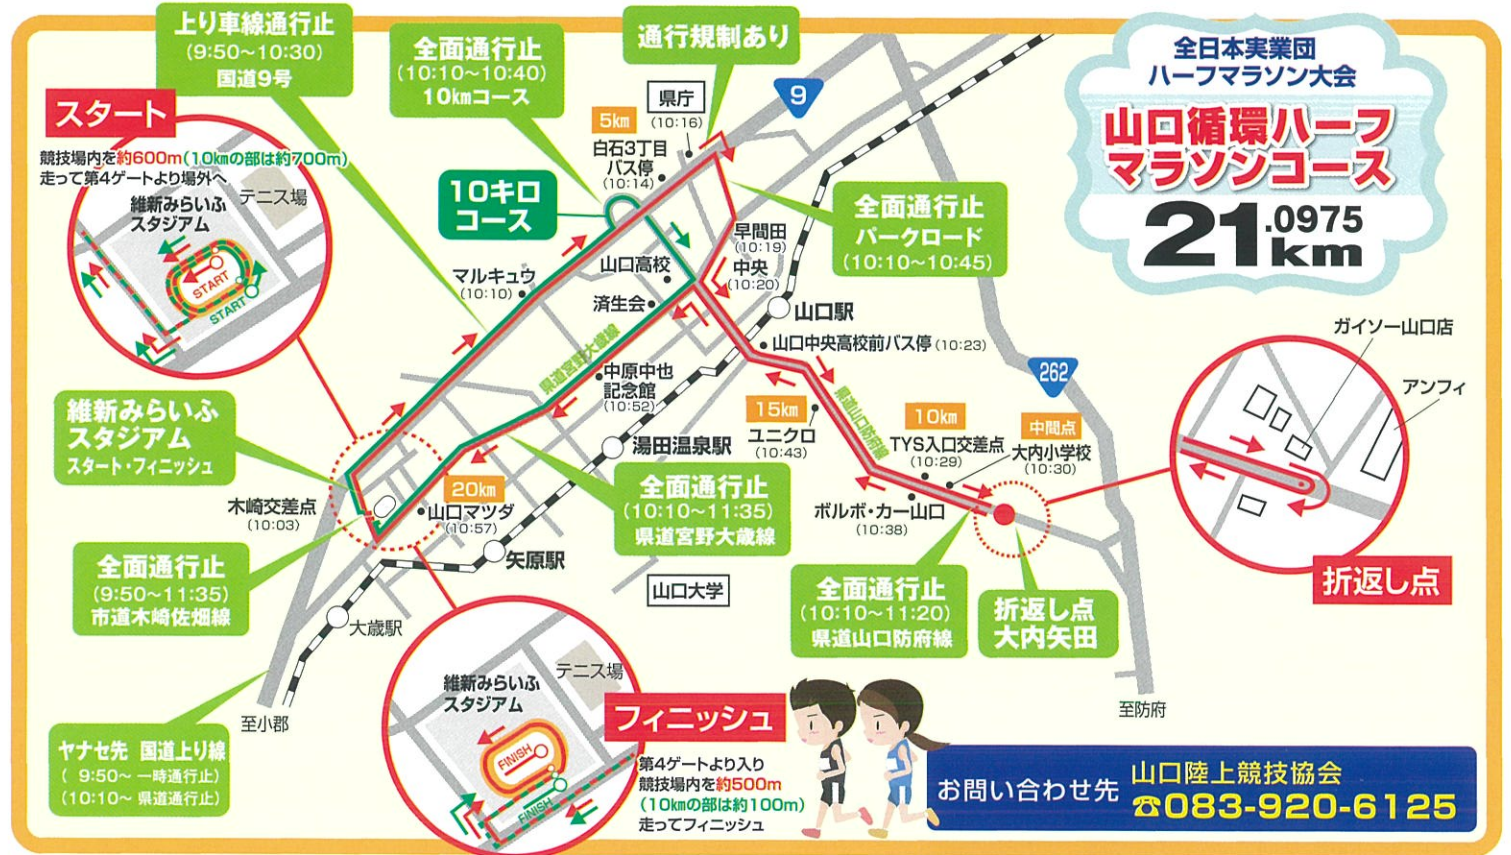 上り車線通行止
(9:50～10:30)
国道9号
全面通行止
(10:10～10:40)
10kmコース
通行規制あり
9
県庁
(10:16)
5km
白石3丁目
バス停
(10:14)
全日本実業団
ハーフマラソン大会
山口循環ハーフ
マラソンコース
21.0975
km
スタート
競技場内を約600m(10kmの部は約700m)
走って第4ゲートより場外へ
維新みらいふ
スタジアム
テニス場
START
START
10キロ
コース
マルキュウ
(10:10)
山口高校
済生会
早間田
(10:19)
中央
(10:20)
全面通行止
パークロード
(10:10～10:45)
山口駅
山口中央高校前バス停(10:23)
県道宮野大歳線
中原中也
記念館
(10:52)
湯田温泉駅
262
ガイソー山口店
アンフィ
折返し点
15km
ユニクロ
(10:43)
県道山口防府線
10km
TYS入口交差点
(10:29)
中間点
大内小学校
(10:30)
ボルボ・カー山口
(10:38)
維新みらいふ
スタジアム
スタート・フィニッシュ
木崎交差点
(10:03)
20km
山口マツダ
(10:57)
全面通行止
(10:10～11:35)
県道宮野大歳線
矢原駅
全面通行止
(9:50～11:35)
市道木崎佐畑線
大歳駅
山口大学
全面通行止
(10:10～11:20)
県道山口防府線
折返し点
大内矢田
至小郡
至防府
ヤナセ先 国道上り線
( 9:50～ 一時通行止)
(10:10～ 県道通行止)
維新みらいふ
スタジアム
テニス場
FINISH
FINISH
フィニッシュ
第4ゲートより入り
競技場内を約500m
(10kmの部は約100m)
走ってフィニッシュ
お問い合わせ先
山口陸上競技協会
☎083-920-6125